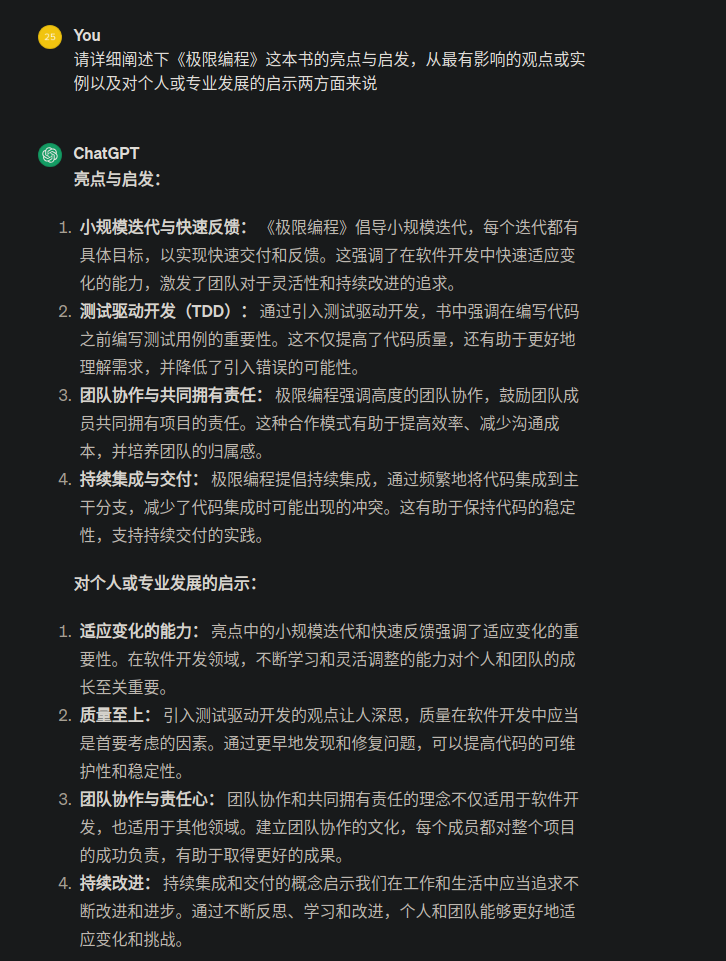 25
You
请详细阐述下《极限编程》这本书的亮点与启发，从最有影响的观点或实
例以及对个人或专业发展的启示两方面来说
ChatGPT
亮点与启发：
1. 小规模迭代与快速反馈： 《极限编程》倡导小规模迭代，每个迭代都有
具体目标，以实现快速交付和反馈。这强调了在软件开发中快速适应变
化的能力，激发了团队对于灵活性和持续改进的追求。
2. 测试驱动开发（TDD）： 通过引入测试驱动开发，书中强调在编写代码
之前编写测试用例的重要性。这不仅提高了代码质量，还有助于更好地
理解需求，并降低了引入错误的可能性。
3. 团队协作与共同拥有责任： 极限编程强调高度的团队协作，鼓励团队成
员共同拥有项目的责任。这种合作模式有助于提高效率、减少沟通成
本，并培养团队的归属感。
4. 持续集成与交付： 极限编程提倡持续集成，通过频繁地将代码集成到主
干分支，减少了代码集成时可能出现的冲突。这有助于保持代码的稳定
性，支持持续交付的实践。
对个人或专业发展的启示：
1. 适应变化的能力： 亮点中的小规模迭代和快速反馈强调了适应变化的重
要性。在软件开发领域，不断学习和灵活调整的能力对个人和团队的成
长至关重要。
2. 质量至上： 引入测试驱动开发的观点让人深思，质量在软件开发中应当
是首要考虑的因素。通过更早地发现和修复问题，可以提高代码的可维
护性和稳定性。
3. 团队协作与责任心： 团队协作和共同拥有责任的理念不仅适用于软件开
发，也适用于其他领域。建立团队协作的文化，每个成员都对整个项目
的成功负责，有助于取得更好的成果。
4. 持续改进： 持续集成和交付的概念启示我们在工作和生活中应当追求不
断改进和进步。通过不断反思、学习和改进，个人和团队能够更好地适
应变化和挑战。